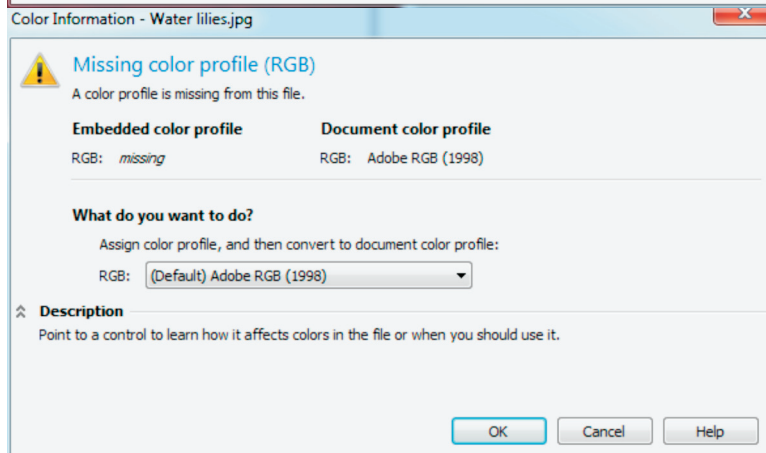 Color Information - Water lilies.jpg
Missing color profile (RGB)
A color profile is missing from this file.
Embedded color profile Document color profile
RGB: missing RGB: Adobe RGB (1998)
What do you want to do?
Assign color profile, and then convert to document color profile:
RGB: (Default) Adobe RGB (1998)
Description
Point to a control to learn how it affects colors in the file or when you should use it.
OK Cancel Help